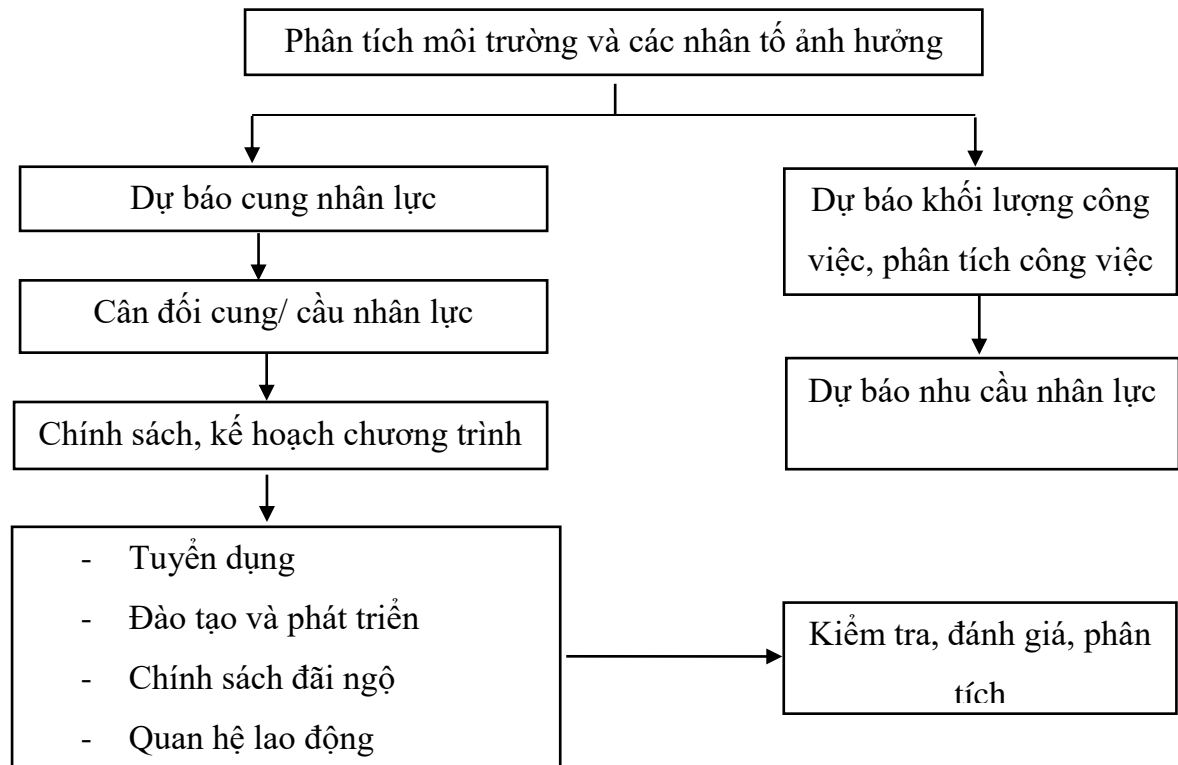 Phân tích môi trường và các nhân tố ảnh hưởng
Dự báo cung nhân lực
Dự báo khối lượng công
việc, phân tích công việc
Cân đối cung/ cầu nhân lực
Dự báo nhu cầu nhân lực
Chính sách, kế hoạch chương trình
- Tuyển dụng
- Đào tạo và phát triển
- Chính sách đãi ngộ
- Quan hệ lao động
Kiểm tra, đánh giá, phân
tích